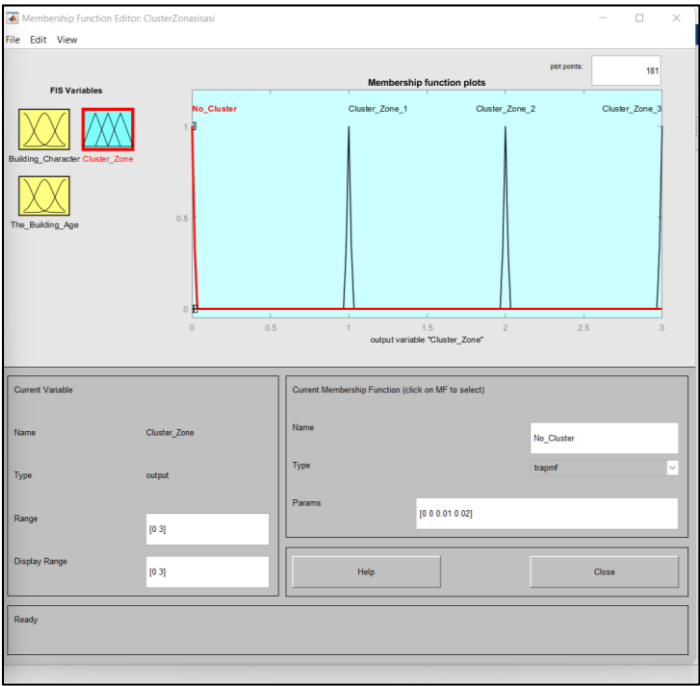 Membership Function Editor: ClusterZonasisasi
File Edit View
FIS Variables
Building_Character Cluster_Zone
The_Building_Age
plot points: 181
Membership function plots
No_Cluster Cluster_Zone_1 Cluster_Zone_2 Cluster_Zone_3
1
0.5
0
0 0.5 1 1.5 2 2.5 3
output variable "Cluster_Zone"
Current Variable
Name Cluster_Zone
Type output
Range [0 3]
Display Range [0 3]
Current Membership Function (click on MF to select)
Name No_Cluster
Type trapmf
Params [0 0 0.01 0.02]
Help Close
Ready